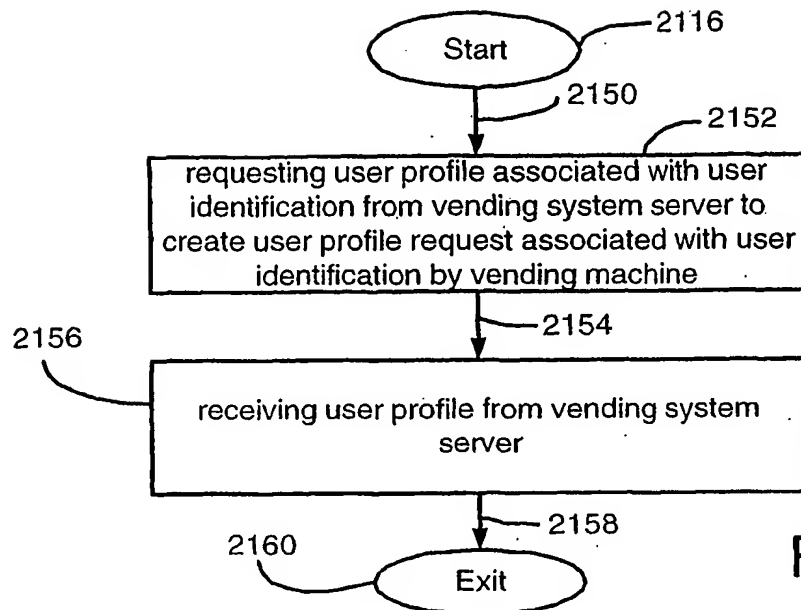 Start
2116
2150
2152
requesting user profile associated with user
identification from vending system server to
create user profile request associated with user
identification by vending machine
2154
2156
receiving user profile from vending system
server
2158
2160
Exit